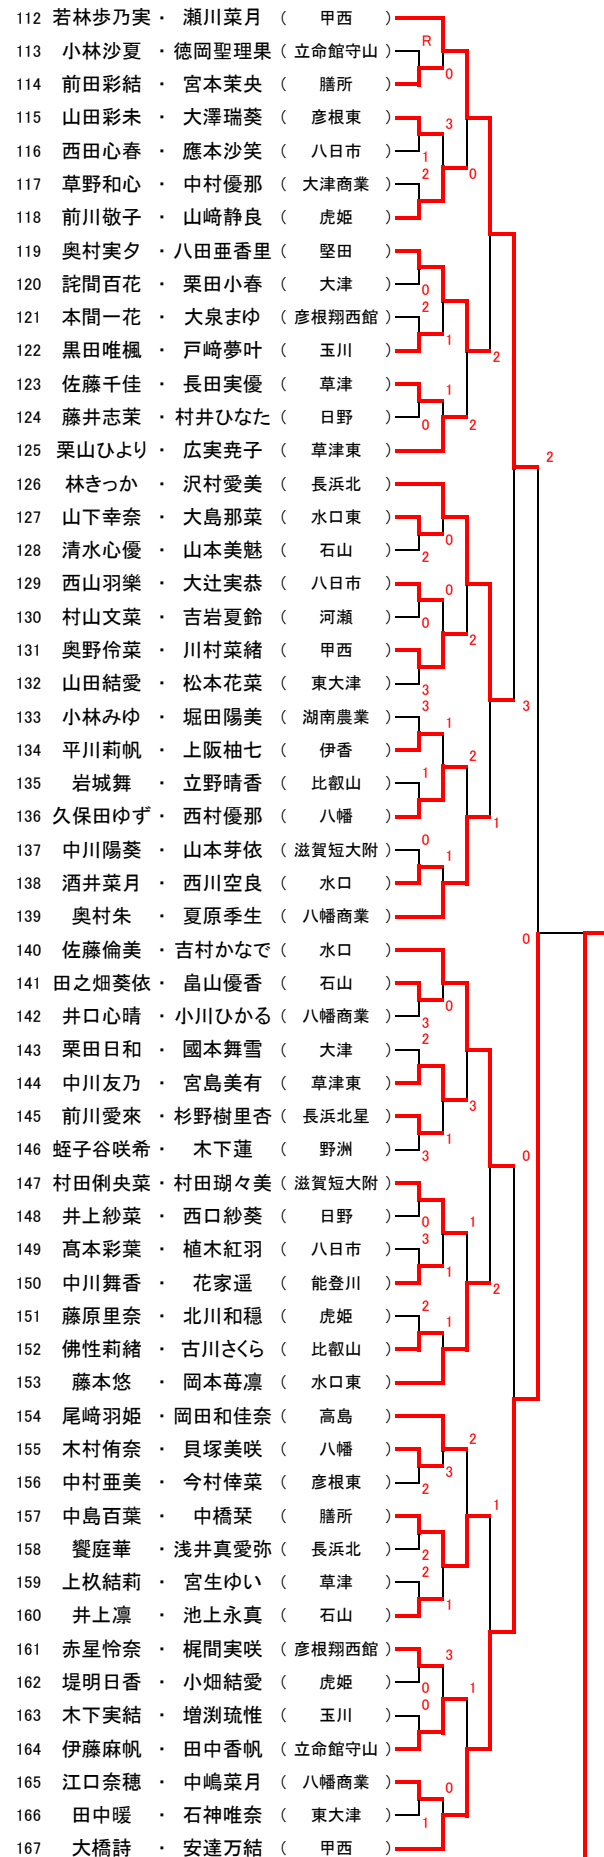 112 若林歩乃実 ・ 瀬川菜月 ( 甲西 )
113 小林沙夏 ・ 徳岡聖理果 ( 立命館守山 ) R
114 前田彩結 ・ 宮本茉央 ( 膳所 ) 0
115 山田彩未 ・ 大澤瑞葵 ( 彦根東 ) 3
116 西田心春 ・ 應本沙笑 ( 八日市 ) 1
117 草野和心 ・ 中村優那 ( 大津商業 ) 2 0
118 前川敬子 ・ 山﨑静良 ( 虎姫 )
119 奥村実夕 ・ 八田亜香里 ( 堅田 )
120 詫間百花 ・ 栗田小春 ( 大津 ) 0
121 本間一花 ・ 大泉まゆ ( 彦根翔西館 ) 2
122 黒田唯楓 ・ 戸﨑夢叶 ( 玉川 ) 1 2
123 佐藤千佳 ・ 長田実優 ( 草津 ) 1
124 藤井志茉 ・ 村井ひなた ( 日野 ) 0 2
125 栗山ひより ・ 広実尭子 ( 草津東 ) 2
126 林きっか ・ 沢村愛美 ( 長浜北 )
127 山下幸奈 ・ 大島那菜 ( 水口東 )
128 清水心優 ・ 山本美魅 ( 石山 ) 2 0
129 西山羽樂 ・ 大辻実恭 ( 八日市 ) 0
130 村山文菜 ・ 吉岩夏鈴 ( 河瀬 ) 0
131 奥野伶菜 ・ 川村菜緒 ( 甲西 ) 2
132 山田結愛 ・ 松本花菜 ( 東大津 ) 3
133 小林みゆ ・ 堀田陽美 ( 湖南農業 ) 3 1 3
134 平川莉帆 ・ 上阪柚七 ( 伊香 ) 2
135 岩城舞 ・ 立野晴香 ( 比叡山 ) 1
136 久保田ゆず ・ 西村優那 ( 八幡 ) 1
137 中川陽葵 ・ 山本芽依 ( 滋賀短大附 ) 0 1
138 酒井菜月 ・ 西川空良 ( 水口 )
139 奥村朱 ・ 夏原季生 ( 八幡商業 ) 0
140 佐藤倫美 ・ 吉村かなで ( 水口 )
141 田之畑葵依 ・ 畠山優香 ( 石山 ) 0
142 井口心晴 ・ 小川ひかる ( 八幡商業 ) 3
143 栗田日和 ・ 國本舞雪 ( 大津 ) 2
144 中川友乃 ・ 宮島美有 ( 草津東 ) 3
145 前川愛來 ・ 杉野樹里杏 ( 長浜北星 ) 1
146 蛭子谷咲希 ・ 木下蓮 ( 野洲 ) 3 0
147 村田俐央菜 ・ 村田瑚々美 ( 滋賀短大附 )
148 井上紗菜 ・ 西口紗葵 ( 日野 ) 0 1
149 髙本彩葉 ・ 植木紅羽 ( 八日市 ) 3
150 中川舞香 ・ 花家遥 ( 能登川 ) 1 2
151 藤原里奈 ・ 北川和穏 ( 虎姫 ) 2 1
152 佛性莉緒 ・ 古川さくら ( 比叡山 )
153 藤本悠 ・ 岡本苺凛 ( 水口東 )
154 尾﨑羽姫 ・ 岡田和佳奈 ( 高島 ) 2
155 木村侑奈 ・ 貝塚美咲 ( 八幡 ) 3
156 中村亜美 ・ 今村倖菜 ( 彦根東 ) 2 1
157 中島百葉 ・ 中橋栞 ( 膳所 )
158 饗庭華 ・ 浅井真愛弥 ( 長浜北 ) 2
159 上杦結莉 ・ 宮生ゆい ( 草津 ) 2
160 井上凛 ・ 池上永真 ( 石山 ) 1
161 赤星怜奈 ・ 梶間実咲 ( 彦根翔西館 ) 3
162 堤明日香 ・ 小畑結愛 ( 虎姫 ) 0 1
163 木下実結 ・ 増渕琉惟 ( 玉川 ) 0
164 伊藤麻帆 ・ 田中香帆 ( 立命館守山 )
165 江口奈穂 ・ 中嶋菜月 ( 八幡商業 ) 0
166 田中暖 ・ 石神唯奈 ( 東大津 ) 1
167 大橋詩 ・ 安達万結 ( 甲西 )